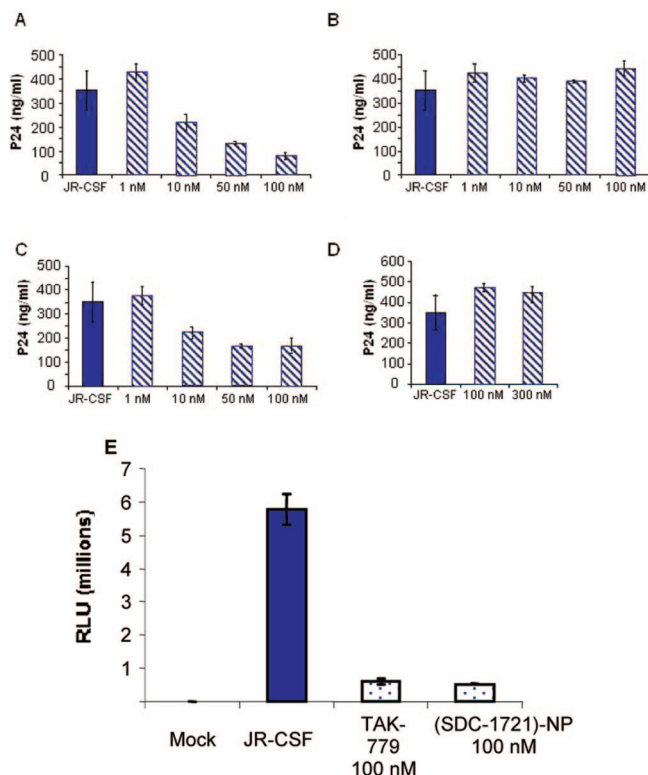 A
500
400
300
200
100
0
P24 (ng/ml)
JR-CSF 1 nM 10 nM 50 nM 100 nM
B
500
400
300
200
100
0
P24 (ng/ml)
JR-CSF 1 nM 10 nM 50 nM 100 nM
C
500
400
300
200
100
0
P24 (ng/ml)
JR-CSF 1 nM 10 nM 50 nM 100 nM
D
600
500
400
300
200
100
0
P24 (ng/ml)
JR-CSF 100 nM 300 nM
E
7
6
5
4
3
2
1
RLU (millions)
Mock JR-CSF TAK- (SDC-1721)-NP
779 100 nM
100 nM